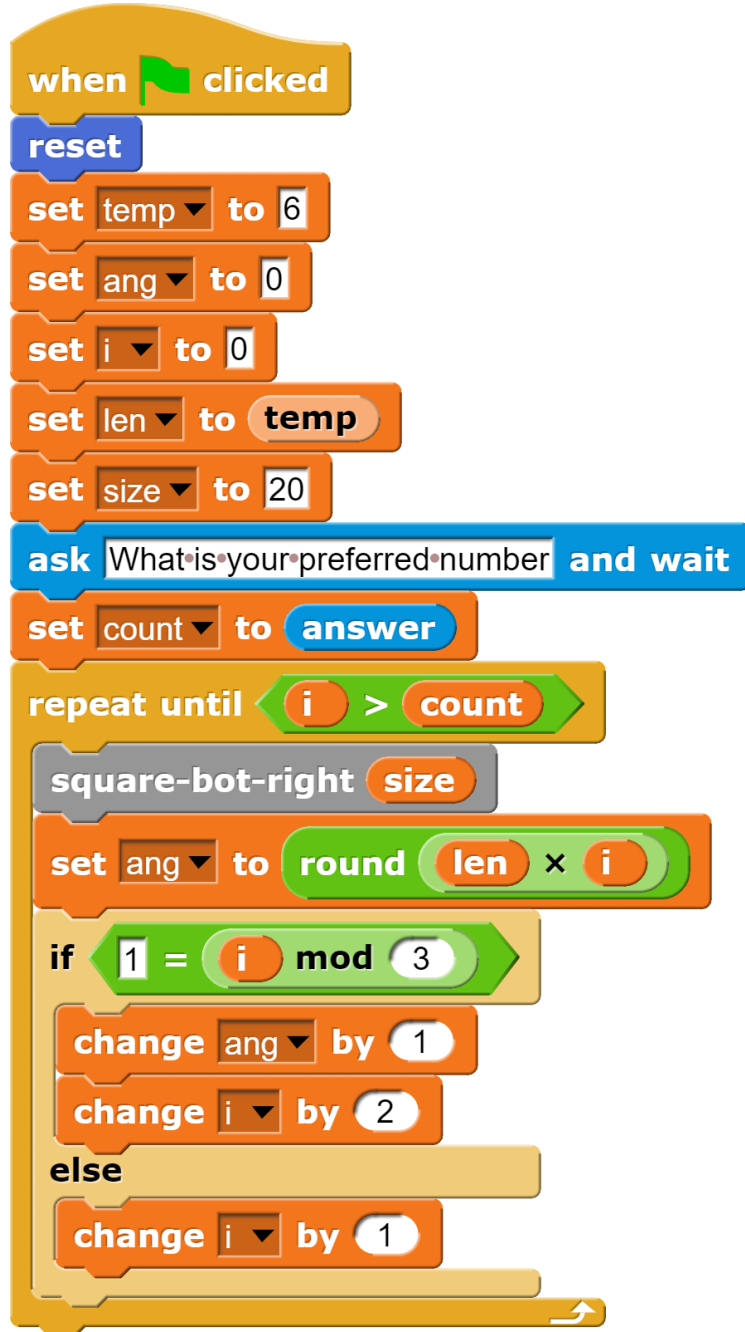 when clicked
reset
set temp to 6
set ang to 0
set i to 0
set len to temp
set size to 20
ask What is your preferred number and wait
set count to answer
repeat until i > count
square-bot-right size
set ang to round len × i
if 1 = i mod 3
change ang by 1
change i by 2
else
change i by 1